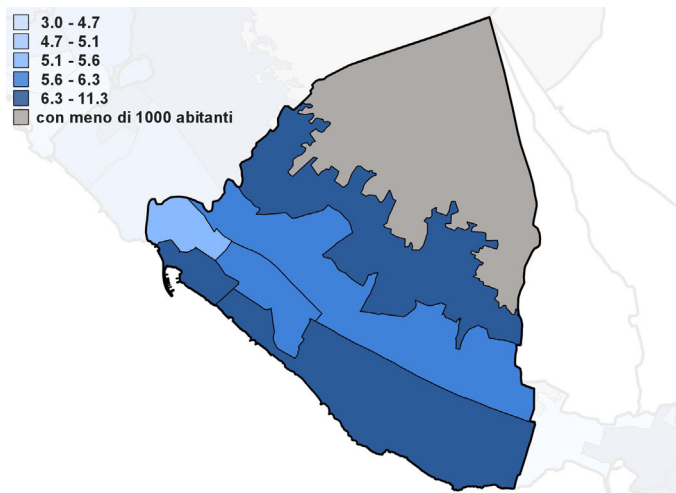 3.0 - 4.7
4.7 - 5.1
5.1 - 5.6
5.6 - 6.3
6.3 - 11.3
con meno di 1000 abitanti